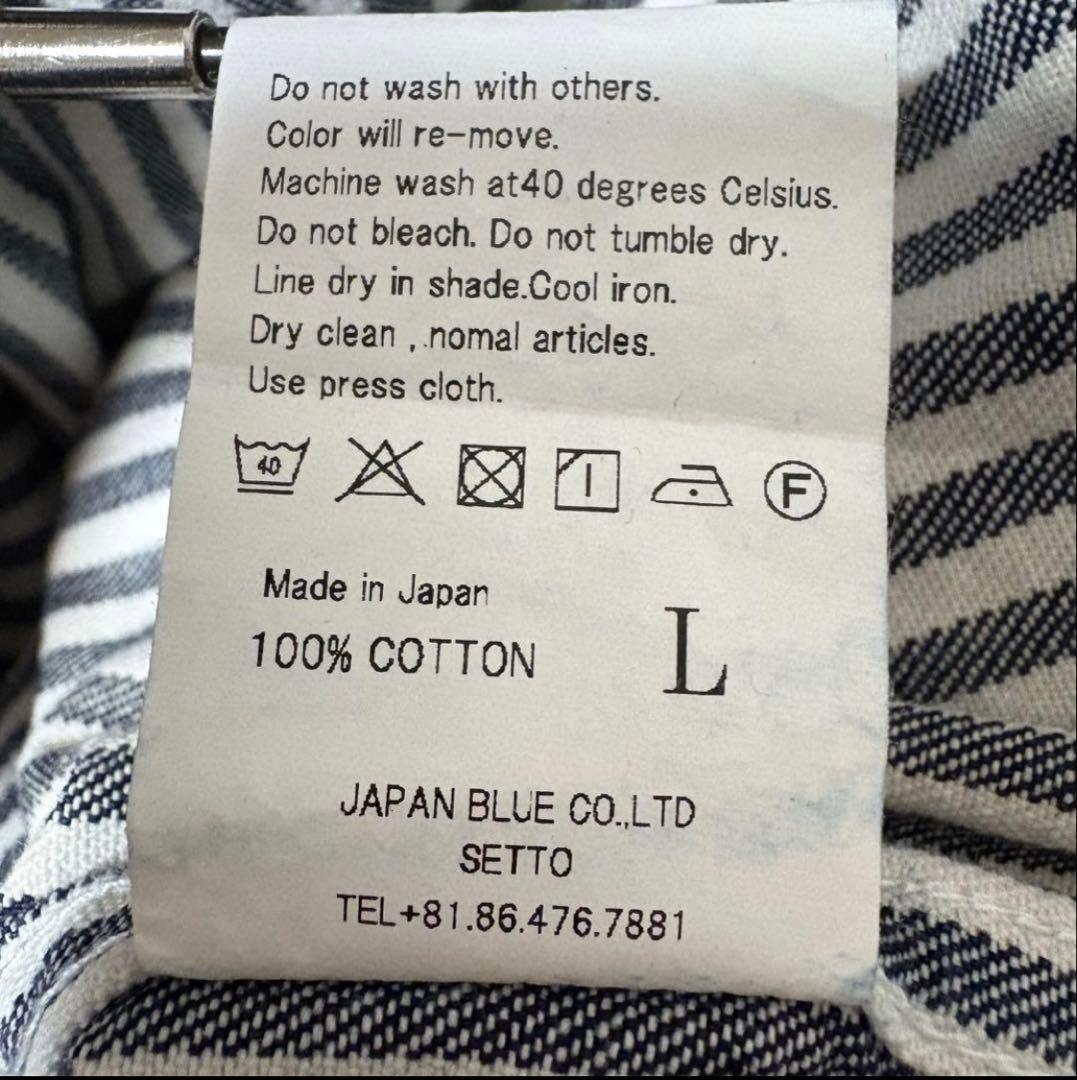 Do not wash with others.
Color will re-move.
Machine wash at40 degrees Celsius.
Do not bleach. Do not tumble dry.
Line dry in shade.Cool iron.
Dry clean , nomal articles.
Use press cloth.
40 F
Made in Japan
100% COTTON
L
JAPAN BLUE CO.,LTD
SETTO
TEL+81.86.476.7881